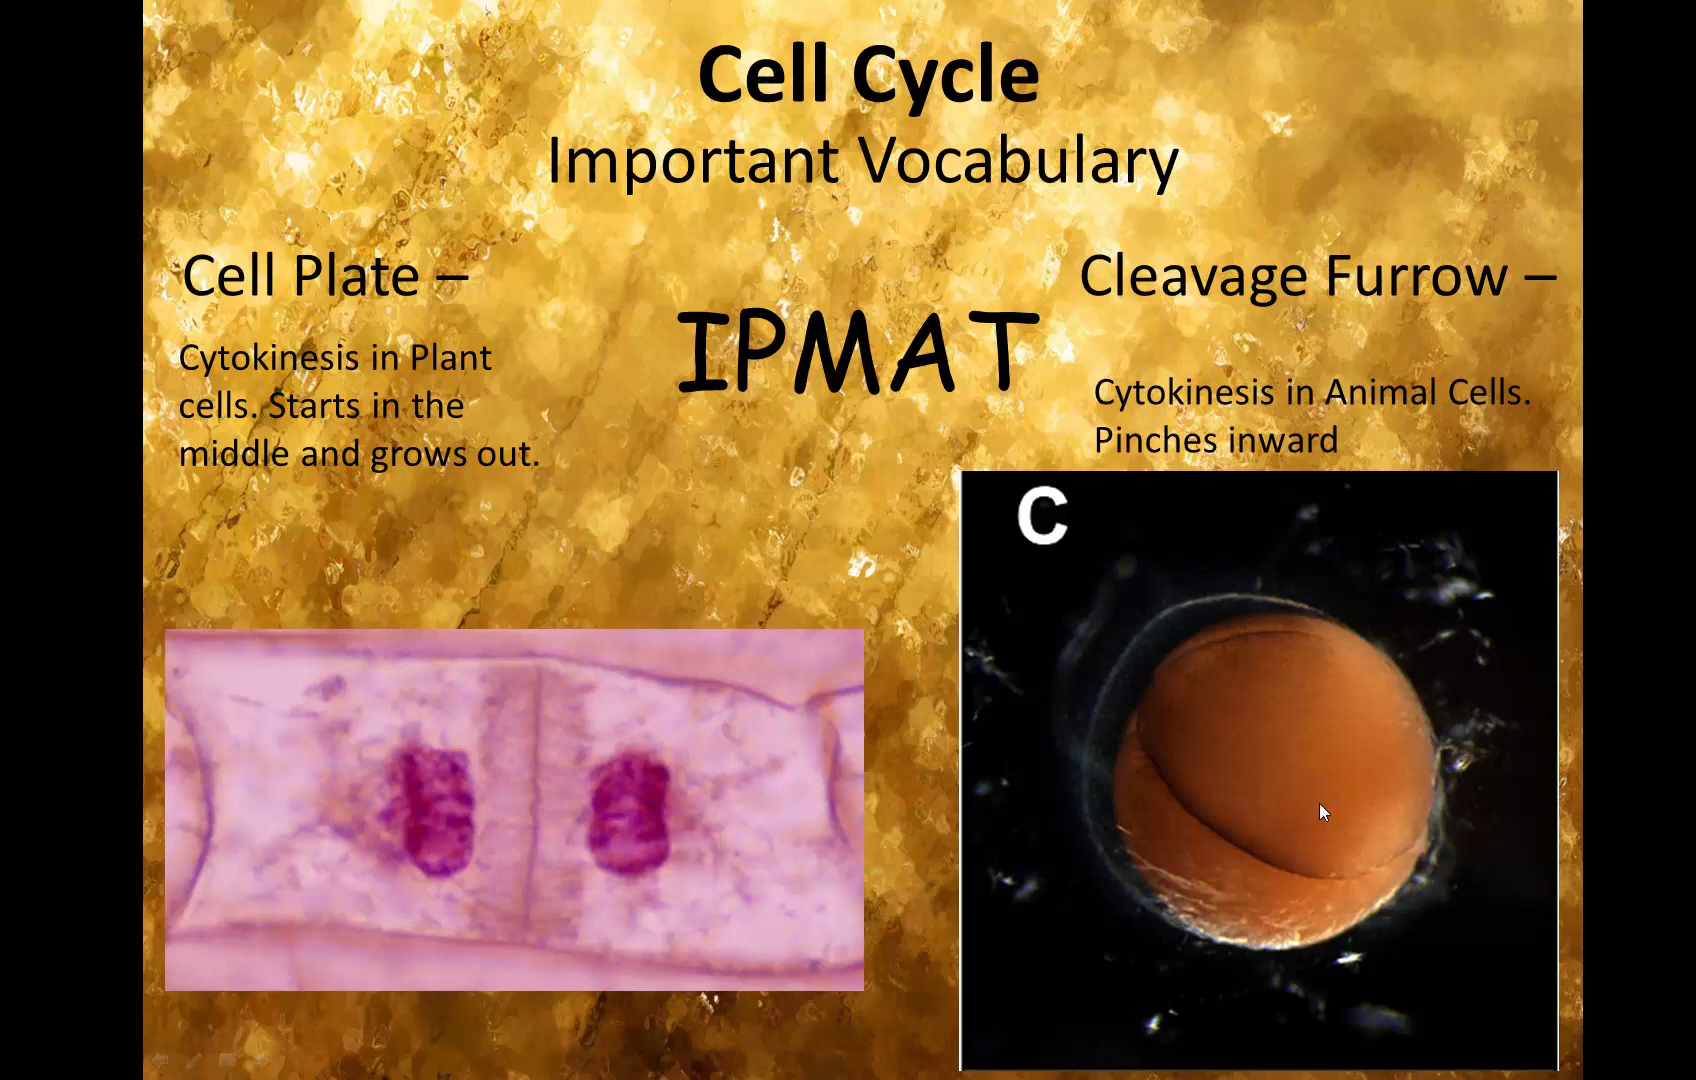 Cell Cycle
Important Vocabulary
Cell Plate –
Cytokinesis in Plant
cells. Starts in the
middle and grows out.
IPMAT
Cleavage Furrow –
Cytokinesis in Animal Cells.
Pinches inward
C